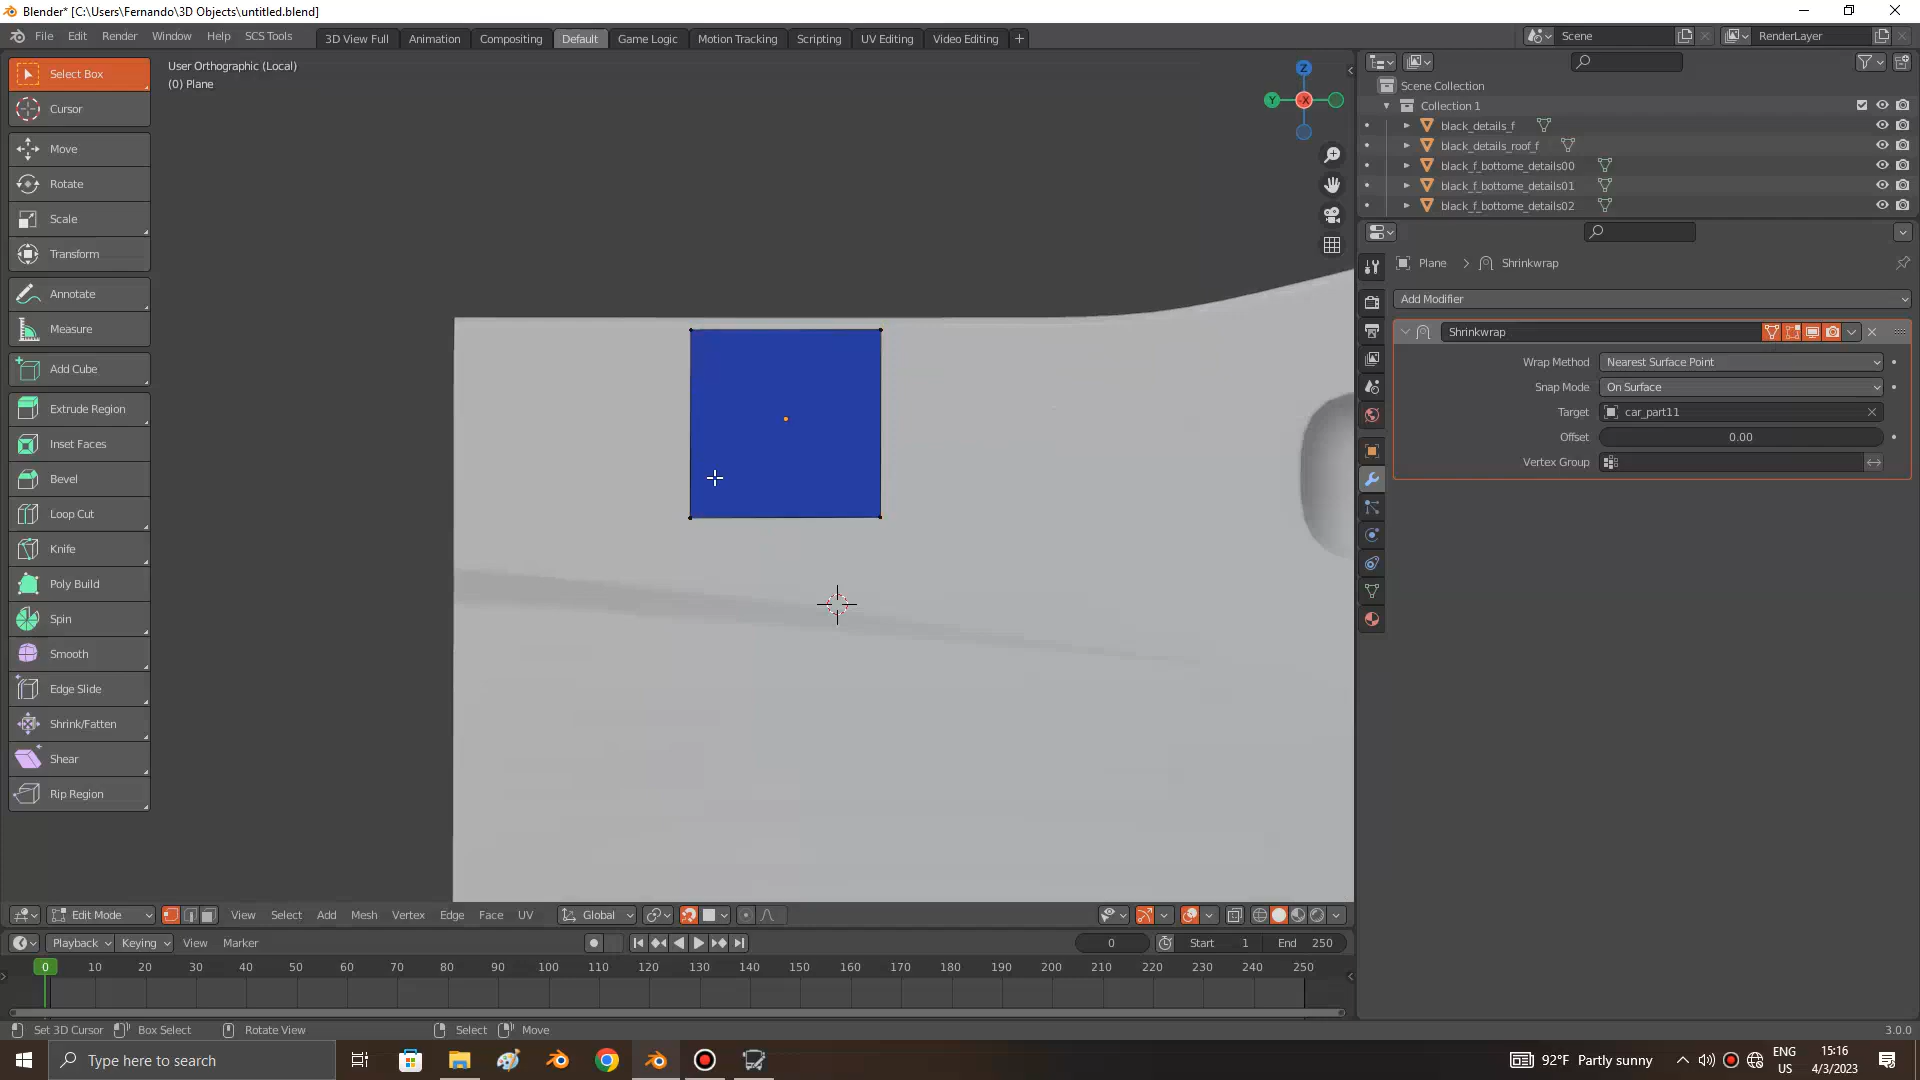 Blender* [C:\Users\Fernando\3D Objects\untitled.blend]
File Edit Render Window Help SCS Tools 3D View Full Animation Compositing Default Game Logic Motion Tracking Scripting UV Editing Video Editing + Scene RenderLayer
Select Box
Cursor
Move
Rotate
Scale
Transform
Annotate
Measure
Add Cube
Extrude Region
Inset Faces
Bevel
Loop Cut
Knife
Poly Build
Spin
Smooth
Edge Slide
Shrink/Fatten
Shear
Rip Region
User Orthographic (Local)
(0) Plane
Z
Y
-X
Scene Collection
Collection 1
black_details_f
black_details_roof_f
black_f_bottome_details00
black_f_bottome_details01
black_f_bottome_details02
Plane > Shrinkwrap
Add Modifier
Shrinkwrap
Wrap Method Nearest Surface Point
Snap Mode On Surface
Target car_part11
Offset 0.00
Vertex Group
Edit Mode View Select Add Mesh Vertex Edge Face UV Global
Playback Keying View Marker 0 Start 1 End 250
0 10 20 30 40 50 60 70 80 90 100 110 120 130 140 150 160 170 180 190 200 210 220 230 240 250
Set 3D Cursor Box Select Rotate View Select Move 3.0.0
Type here to search 92°F Partly sunny ENG US 15:16 4/3/2023